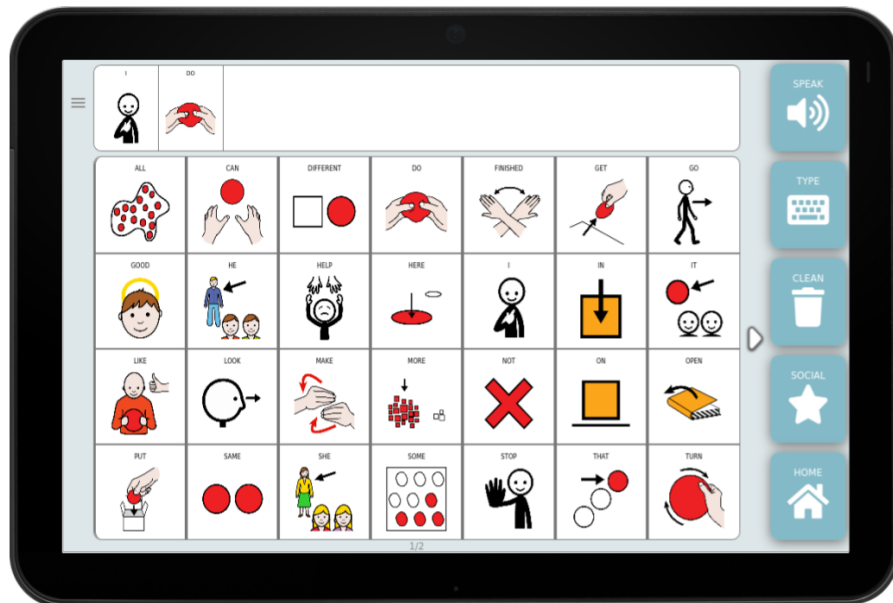 I DO
SPEAK
ALL CAN DIFFERENT DO FINISHED GET GO
TYPE
GOOD HE HELP HERE I IN IT
CLEAN
LIKE LOOK MAKE MORE NOT ON OPEN
SOCIAL
PUT SAME SHE SOME STOP THAT TURN
HOME
1/2